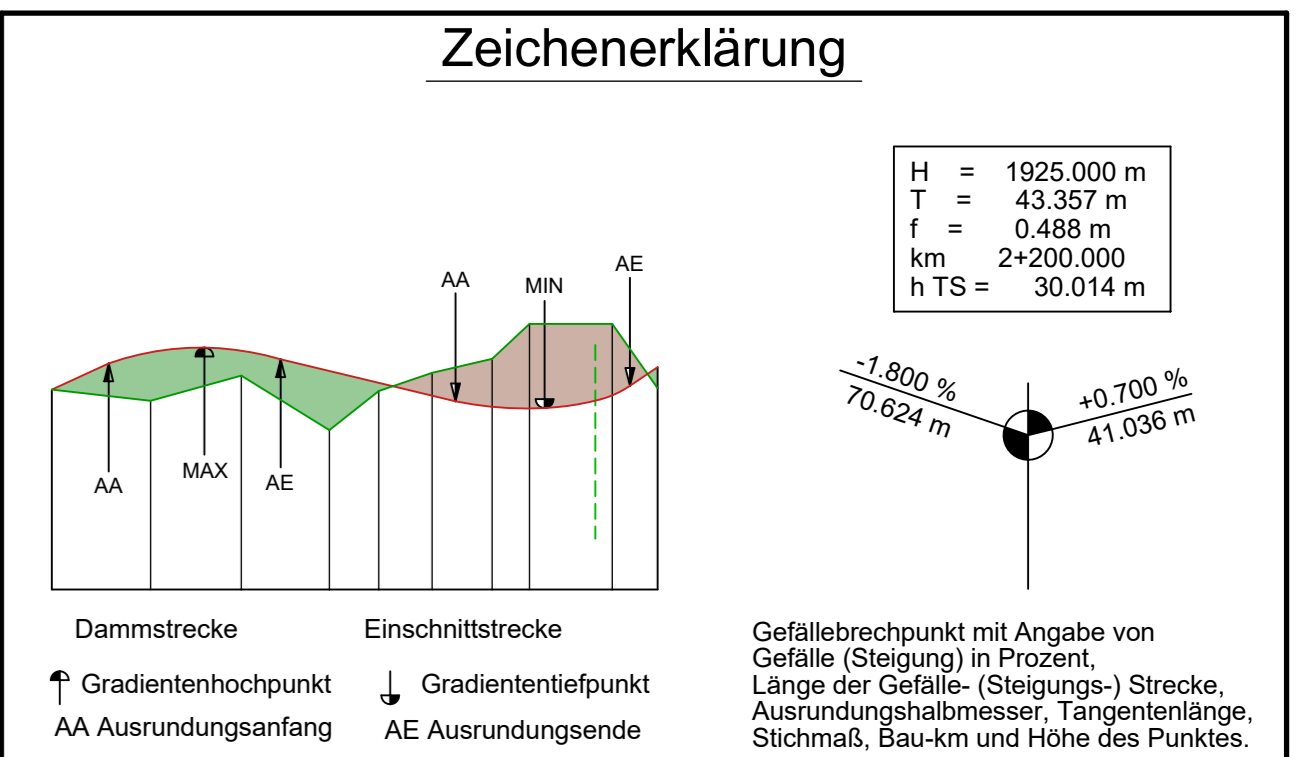 Zeichenerklärung
H = 1925.000 m
T = 43.357 m
f = 0.488 m
km 2+200.000
h TS = 30.014 m
AA
MIN
AE
AA
MAX
AE
-1.800 %
70.624 m
+0.700 %
41.036 m
Dammstrecke
Einschnittstrecke
Gradientenhochpunkt
Gradiententiefpunkt
AA Ausrundungsanfang
AE Ausrundungsende
Gefällebrechpunkt mit Angabe von
Gefälle (Steigung) in Prozent,
Länge der Gefälle- (Steigungs-) Strecke,
Ausrundungshalbmesser, Tangentenlänge,
Stichmaß, Bau-km und Höhe des Punktes.